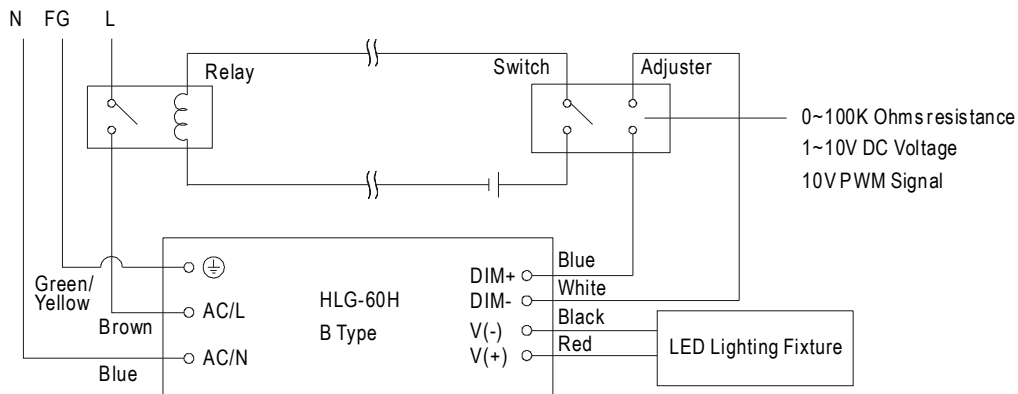 N FG L
Relay
Switch
Adjuster
0~100K Ohms resistance
1~10V DC Voltage
10V PWM Signal
Green/
Yellow
Brown
Blue
AC/L
AC/N
HLG-60H
B Type
DIM+
DIM-
V(-)
V(+)
Blue
White
Black
Red
LED Lighting Fixture